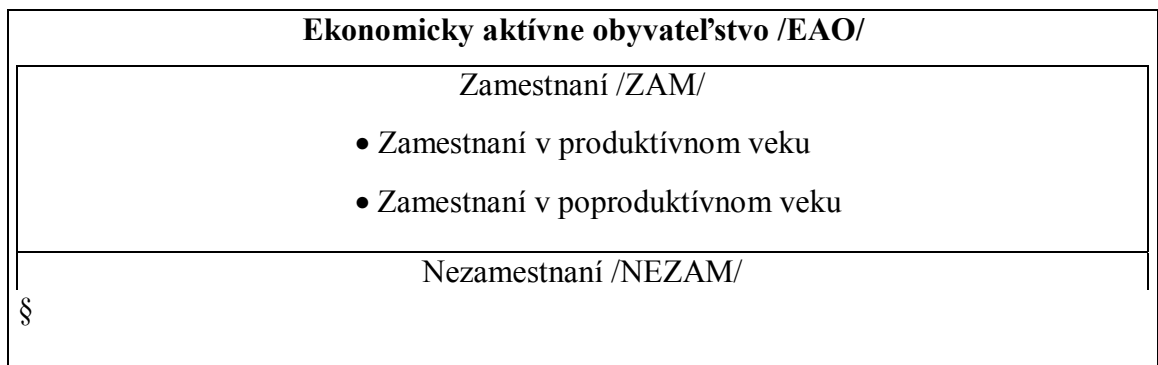 Ekonomicky aktívne obyvateľstvo /EAO/
Zamestnaní /ZAM/
• Zamestnaní v produktívnom veku
• Zamestnaní v poproduktívnom veku
Nezamestnaní /NEZAM/
§